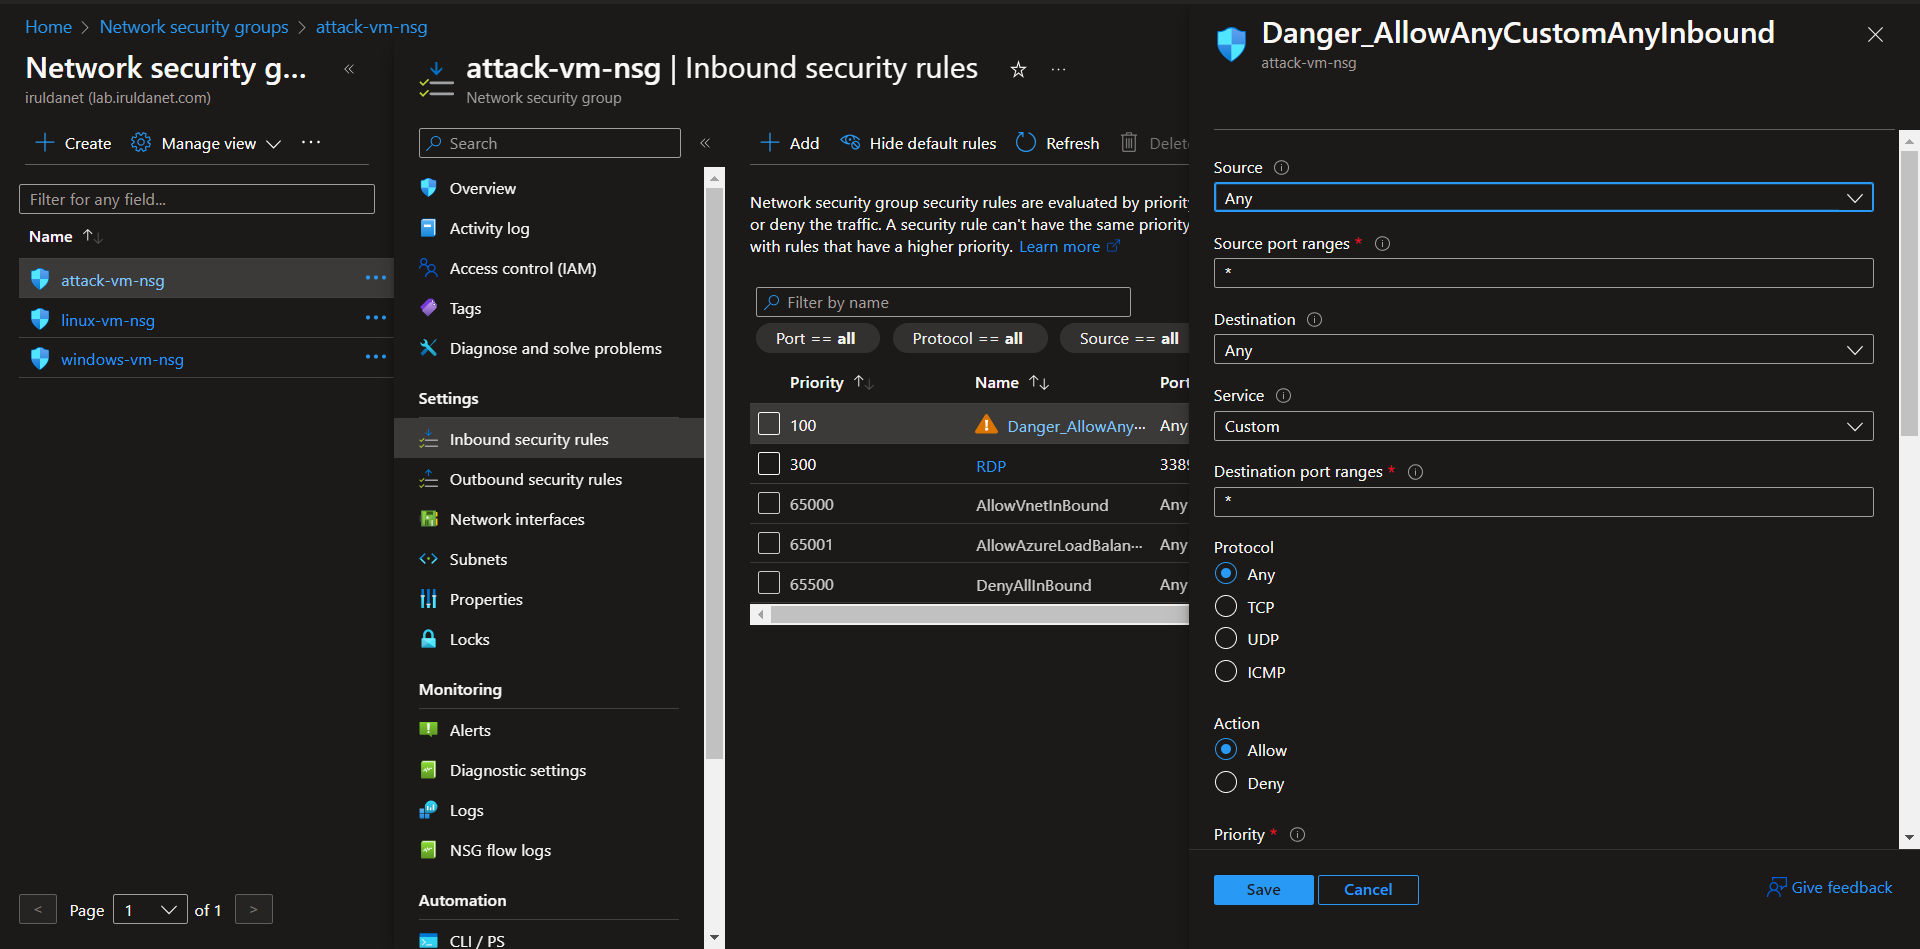 Home > Network security groups > attack-vm-nsg
Network security g...
«
iruldanet (lab.iruldanet.com)
Create
Manage view
...
Filter for any field...
Name ↑↓
attack-vm-nsg ...
linux-vm-nsg ...
windows-vm-nsg ...
< Page 1 of 1 >
attack-vm-nsg | Inbound security rules
...
Network security group
Search
«
Overview
Activity log
Access control (IAM)
Tags
Diagnose and solve problems
Settings
Inbound security rules
Outbound security rules
Network interfaces
Subnets
Properties
Locks
Monitoring
Alerts
Diagnostic settings
Logs
NSG flow logs
Automation
CLI / PS
+ Add
Hide default rules
Refresh
Delete
Network security group security rules are evaluated by priorit
or deny the traffic. A security rule can't have the same priority
with rules that have a higher priority. Learn more
Filter by name
Port == all
Protocol == all
Source == all
Priority ↑↓ Name ↑↓ Port
100 Danger_AllowAny... Any
300 RDP 3389
65000 AllowVnetInBound Any
65001 AllowAzureLoadBalan... Any
65500 DenyAllInBound Any
Danger_AllowAnyCustomAnyInbound
attack-vm-nsg
Source
Any
Source port ranges *
*
Destination
Any
Service
Custom
Destination port ranges *
*
Protocol
Any
TCP
UDP
ICMP
Action
Allow
Deny
Priority *
Save
Cancel
Give feedback